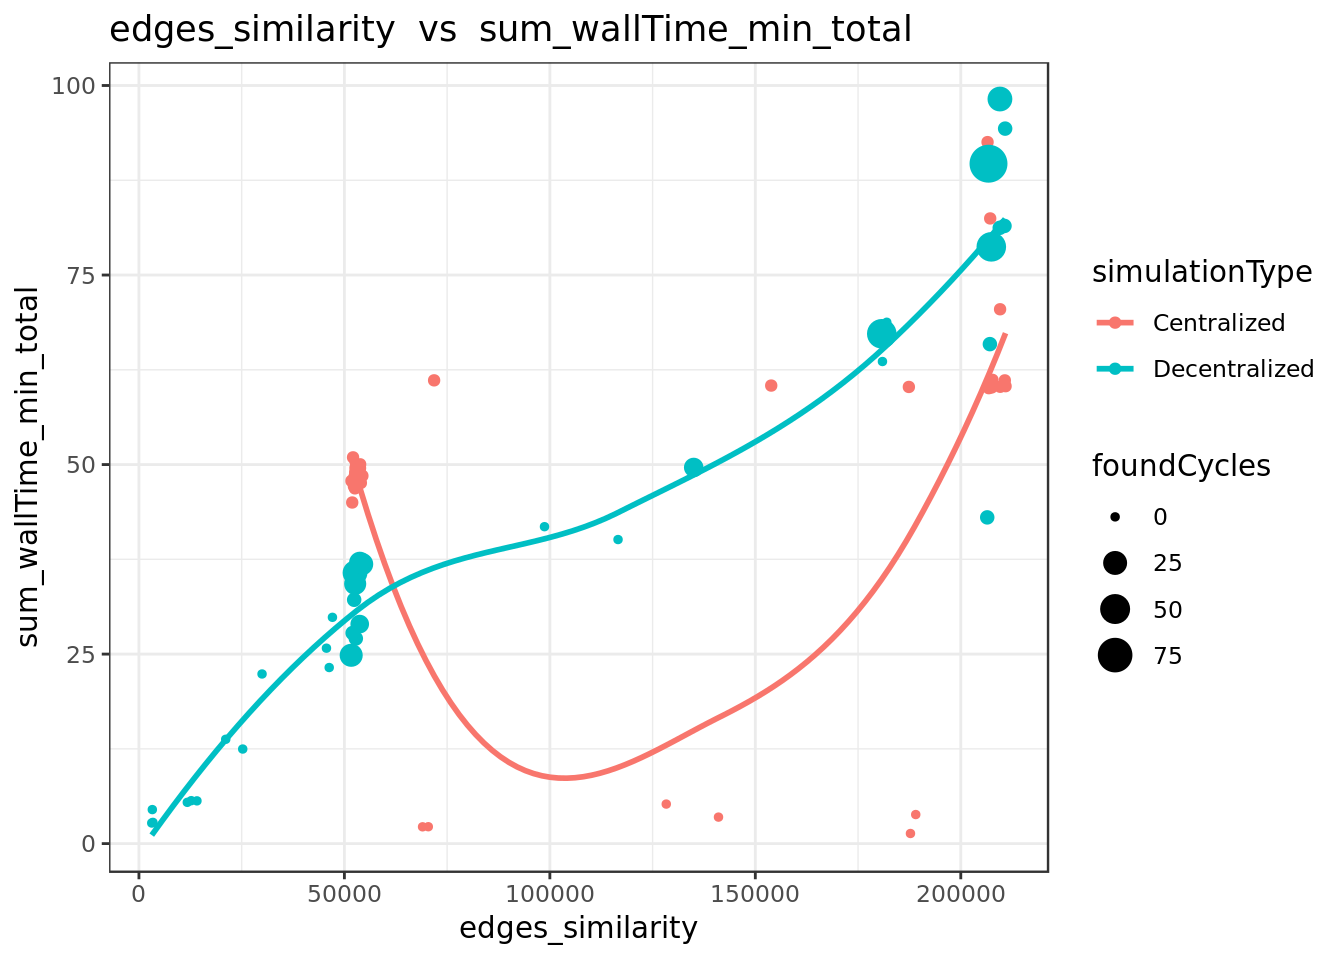 edges_similarity vs sum_wallTime_min_total
sum_wallTime_min_total
100
75
50
25
0
0 50000 100000 150000 200000
edges_similarity
simulationType
Centralized
Decentralized
foundCycles
0
25
50
75